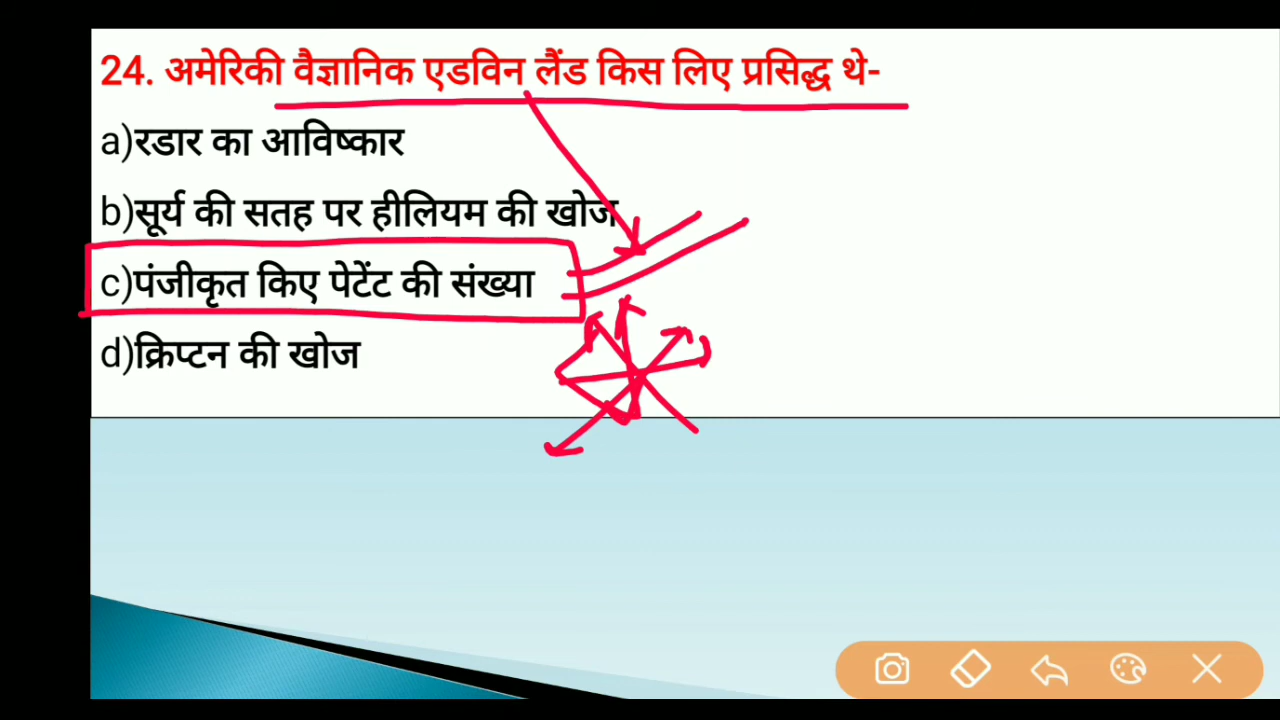 24. अमेरिकी वैज्ञानिक एडविन लैंड किस लिए प्रसिद्ध थे-
a)रडार का आविष्कार
b)सूर्य की सतह पर हीलियम की खोज
c)पंजीकृत किए पेटेंट की संख्या
d)क्रिप्टन की खोज